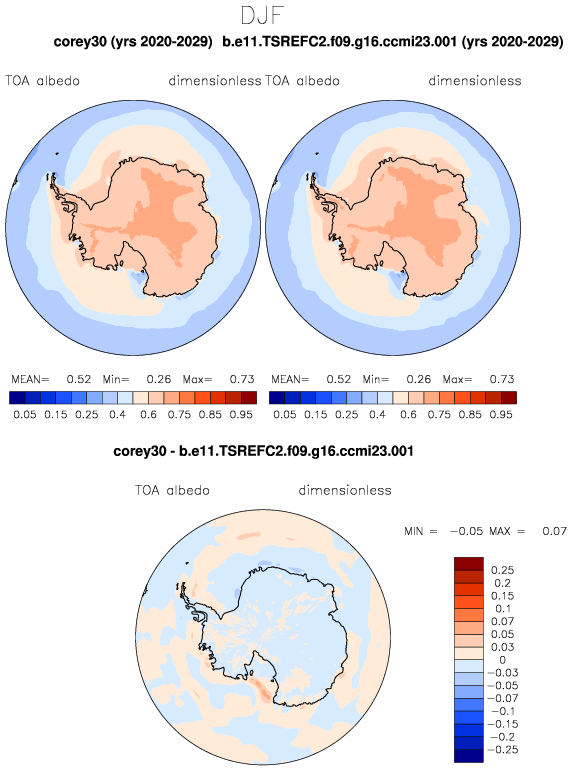 DJF
corey30 (yrs 2020-2029) b.e11.TSREFC2.f09.g16.ccmi23.001 (yrs 2020-2029)
TOA albedo dimensionless TOA albedo dimensionless
MEAN= 0.52 Min= 0.26 Max= 0.73 MEAN= 0.52 Min= 0.26 Max= 0.73
0.05 0.15 0.25 0.4 0.6 0.75 0.85 0.95 0.05 0.15 0.25 0.4 0.6 0.75 0.85 0.95
corey30 - b.e11.TSREFC2.f09.g16.ccmi23.001
TOA albedo dimensionless
MIN = -0.05 MAX = 0.07
0.25
0.2
0.15
0.1
0.07
0.05
0.03
0
-0.03
-0.05
-0.07
-0.1
-0.15
-0.2
-0.25